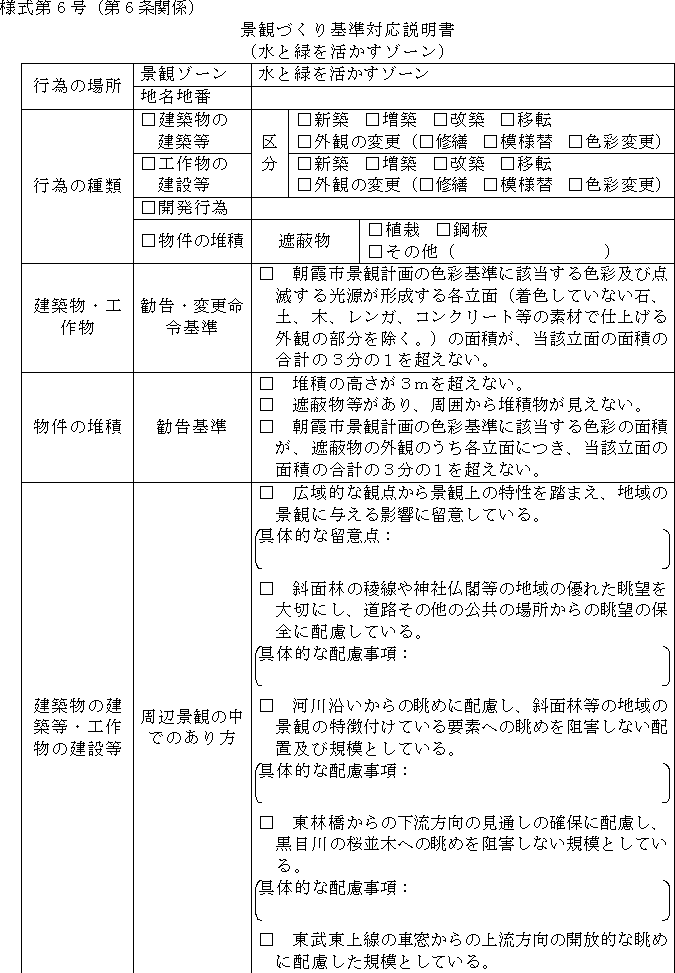 様式第６号（第６条関係）
景観づくり基準対応説明書
（水と緑を活かすゾーン）
行為の場所
景観ゾーン
水と緑を活かすゾーン
地名地番
行為の種類
□建築物の
建築等
区
分
□新築　□増築　□改築　□移転
□外観の変更（□修繕　□模様替　□色彩変更）
□工作物の
建設等
□新築　□増築　□改築　□移転
□外観の変更（□修繕　□模様替　□色彩変更）
□開発行為
□物件の堆積
遮蔽物
□植栽　□鋼板
□その他（　　　　　　　　　）
建築物・工
作物
勧告・変更命
令基準
□　朝霞市景観計画の色彩基準に該当する色彩及び点
滅する光源が形成する各立面（着色していない石、
土、木、レンガ、コンクリート等の素材で仕上げる
外観の部分を除く。）の面積が、当該立面の面積の
合計の３分の１を超えない。
物件の堆積
勧告基準
□　堆積の高さが３ｍを超えない。
□　遮蔽物等があり、周囲から堆積物が見えない。
□　朝霞市景観計画の色彩基準に該当する色彩の面積
が、遮蔽物の外観のうち各立面につき、当該立面の
面積の合計の３分の１を超えない。
建築物の建
築等・工作
物の建設等
周辺景観の中
でのあり方
□　広域的な観点から景観上の特性を踏まえ、地域の
景観に与える影響に留意している。
具体的な留意点：
□　斜面林の稜線や神社仏閣等の地域の優れた眺望を
大切にし、道路その他の公共の場所からの眺望の保
全に配慮している。
具体的な配慮事項：
□　河川沿いからの眺めに配慮し、斜面林等の地域の
景観の特徴付けている要素への眺めを阻害しない配
置及び規模としている。
具体的な配慮事項：
□　東林橋からの下流方向の見通しの確保に配慮し、
黒目川の桜並木への眺めを阻害しない規模としてい
る。
具体的な配慮事項：
□　東武東上線の車窓からの上流方向の開放的な眺め
に配慮した規模としている。